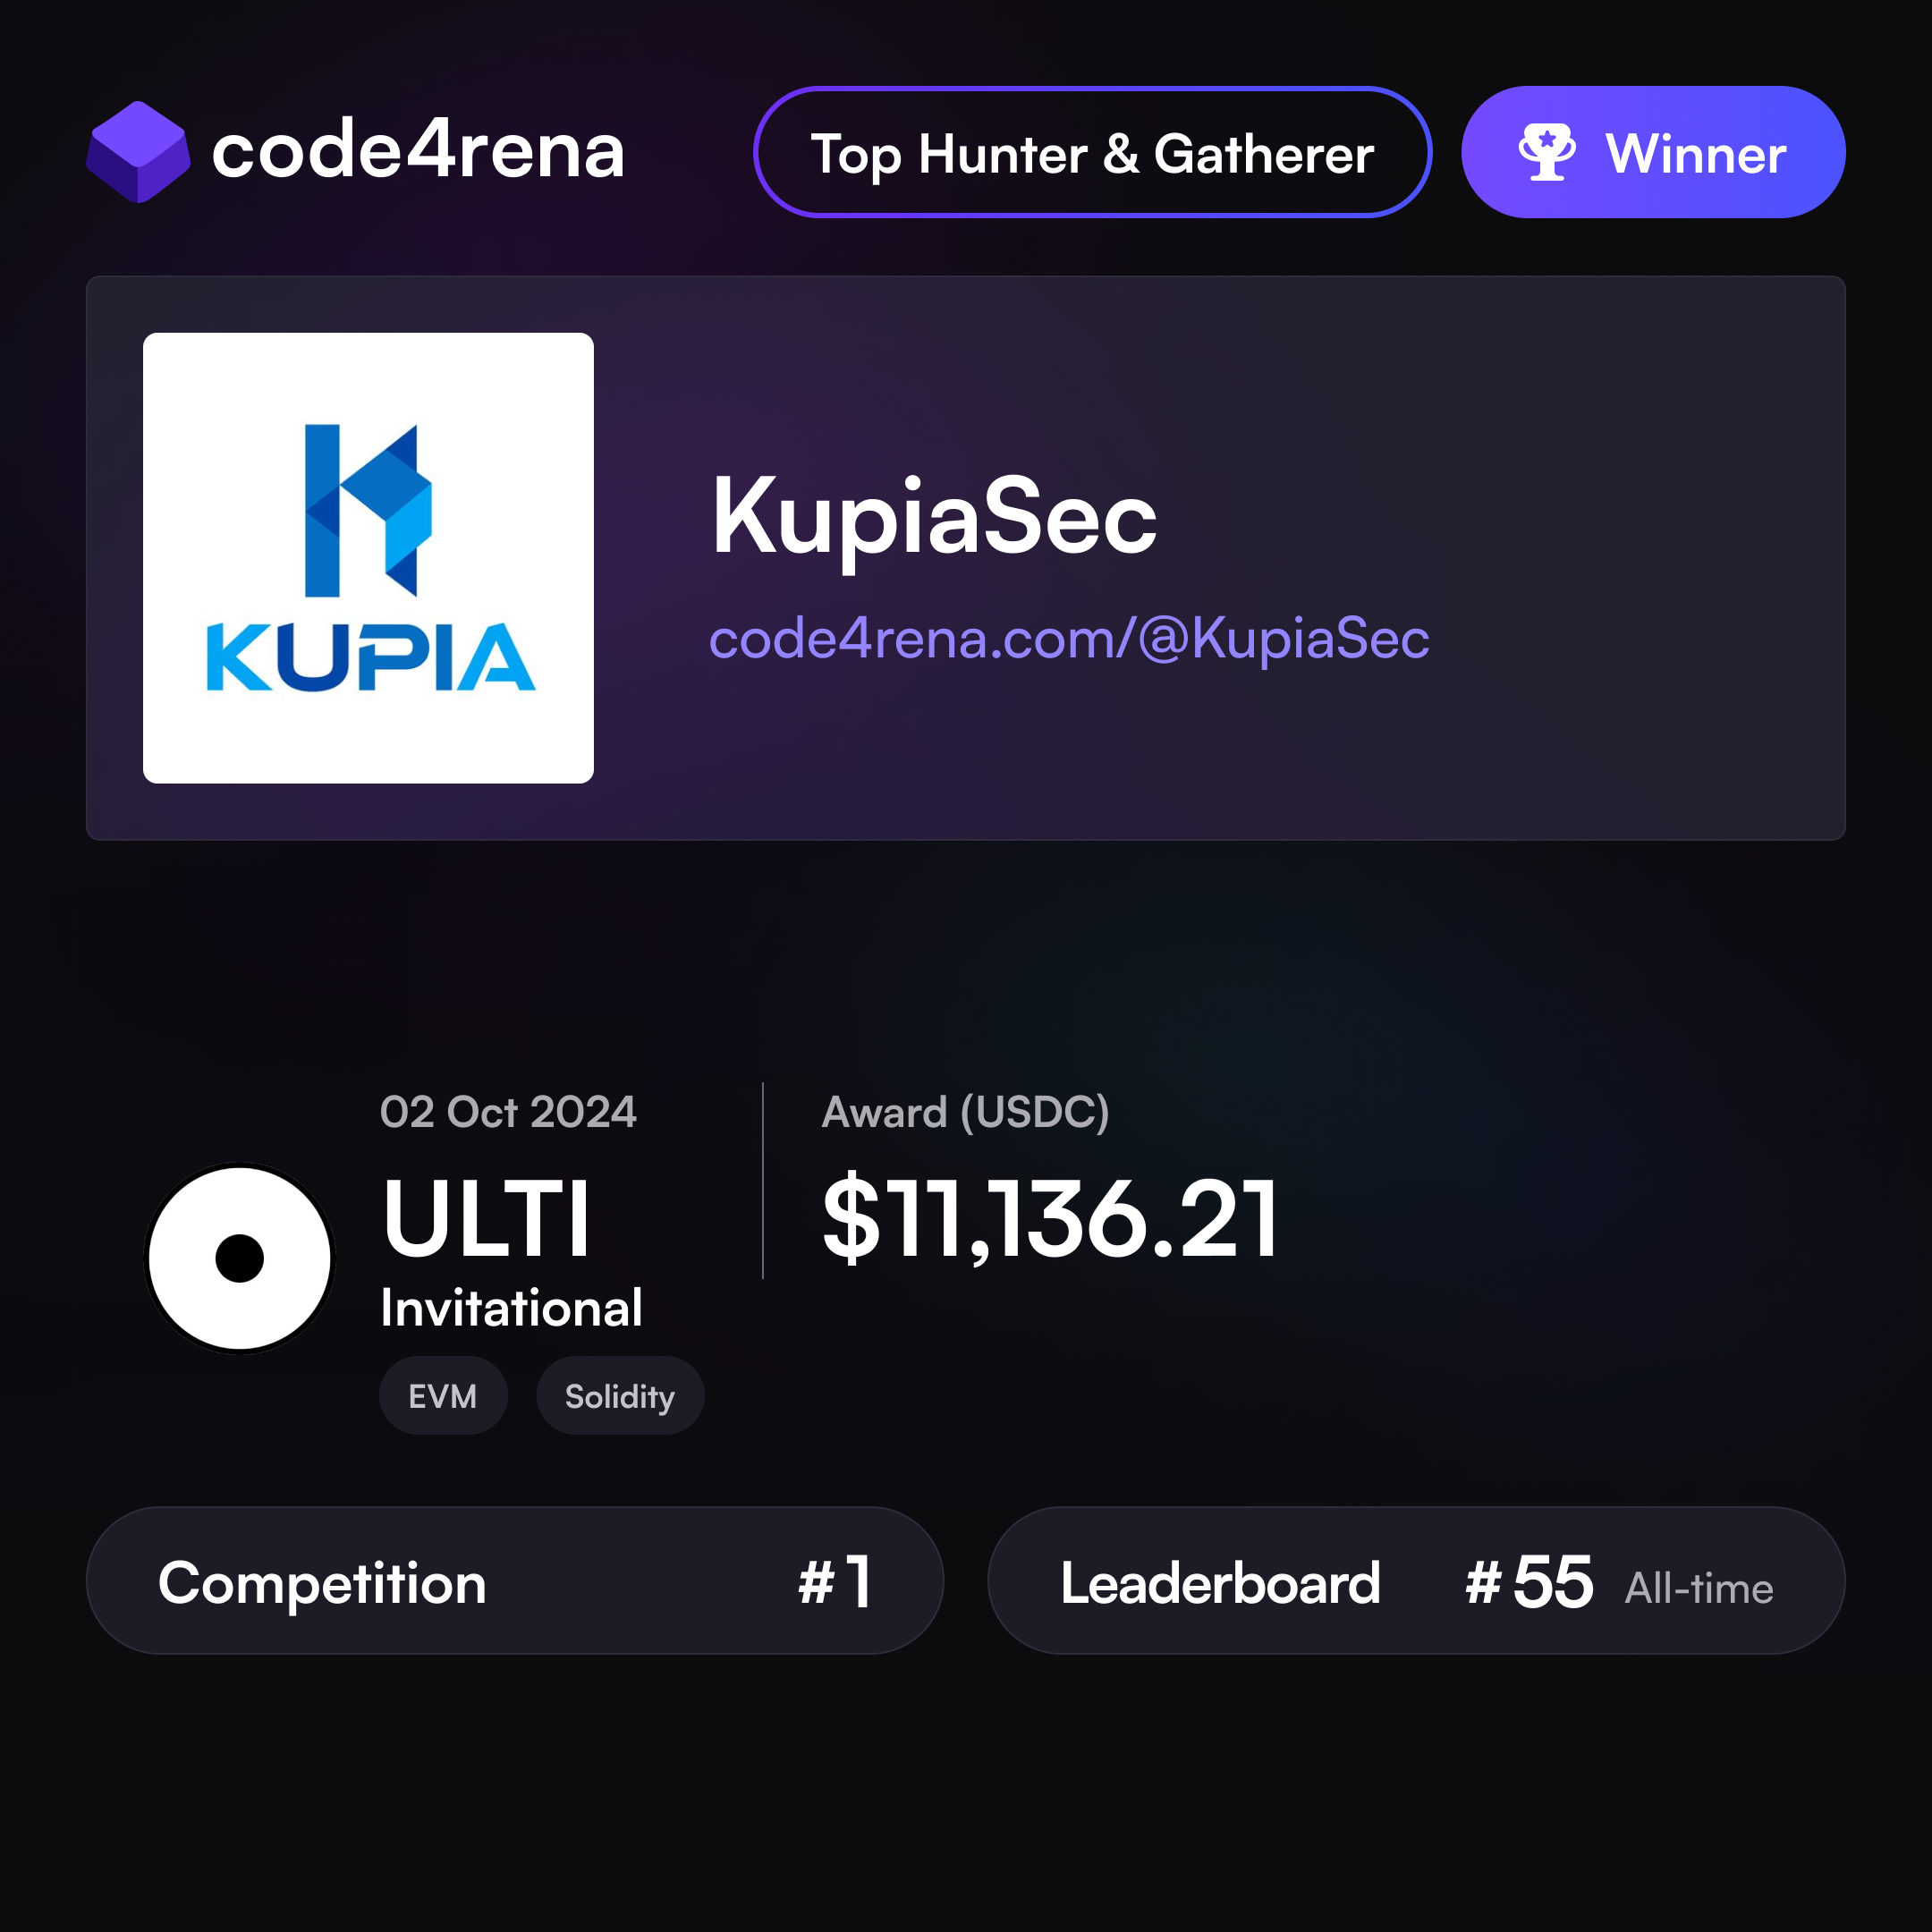 code4rena
Top Hunter & Gatherer
Winner
KUPIA
KupiaSec
code4rena.com/@KupiaSec
02 Oct 2024
ULTI
Invitational
EVM
Solidity
Award (USDC)
$11,136.21
Competition #1
Leaderboard #55 All-time